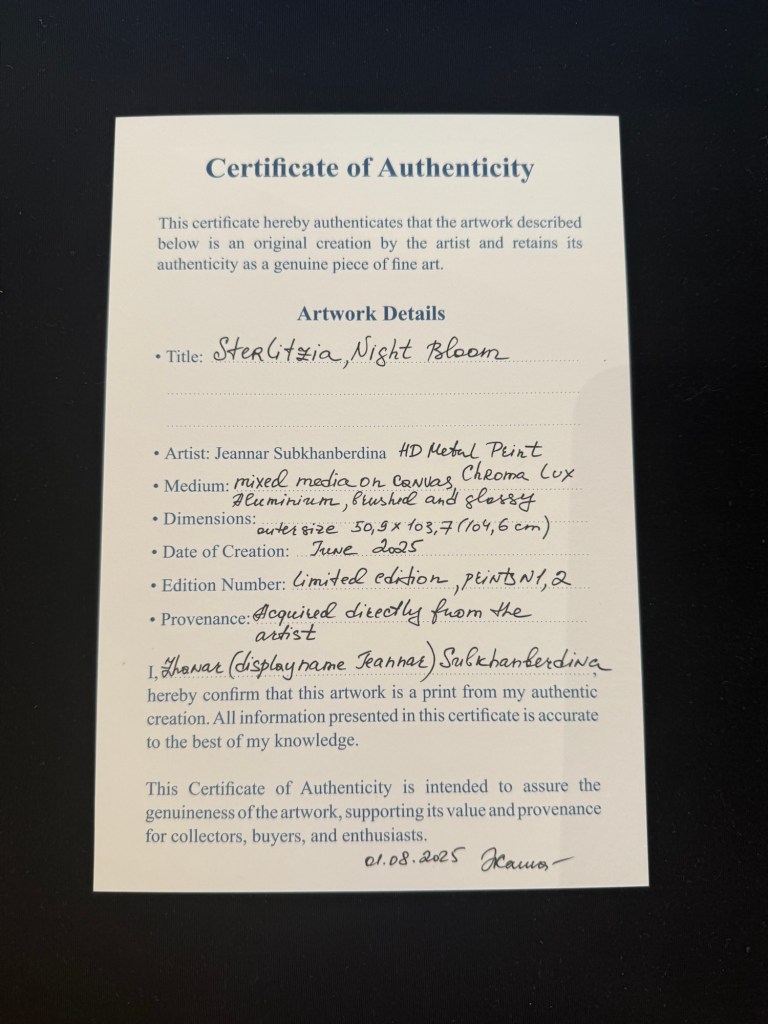 Certificate of Authenticity
This certificate hereby authenticates that the artwork described
below is an original creation by the artist and retains its
authenticity as a genuine piece of fine art.
Artwork Details
• Title: Sterlitzia, Night Bloom
• Artist: Jeannar Subkhanberdina HD Metal Print
• Medium: mixed media on canvas, Chroma Lux
Aluminium, brushed and glossy
• Dimensions: outer size 50,9 x 103,7 (104,6 cm)
• Date of Creation: June 2025
• Edition Number: limited edition, prints N1, 2
• Provenance: Acquired directly from the
artist
I, Zhanar (display name Jeannar) Subkhanberdina,
hereby confirm that this artwork is a print from my authentic
creation. All information presented in this certificate is accurate
to the best of my knowledge.
This Certificate of Authenticity is intended to assure the
genuineness of the artwork, supporting its value and provenance
for collectors, buyers, and enthusiasts.
01.08.2025